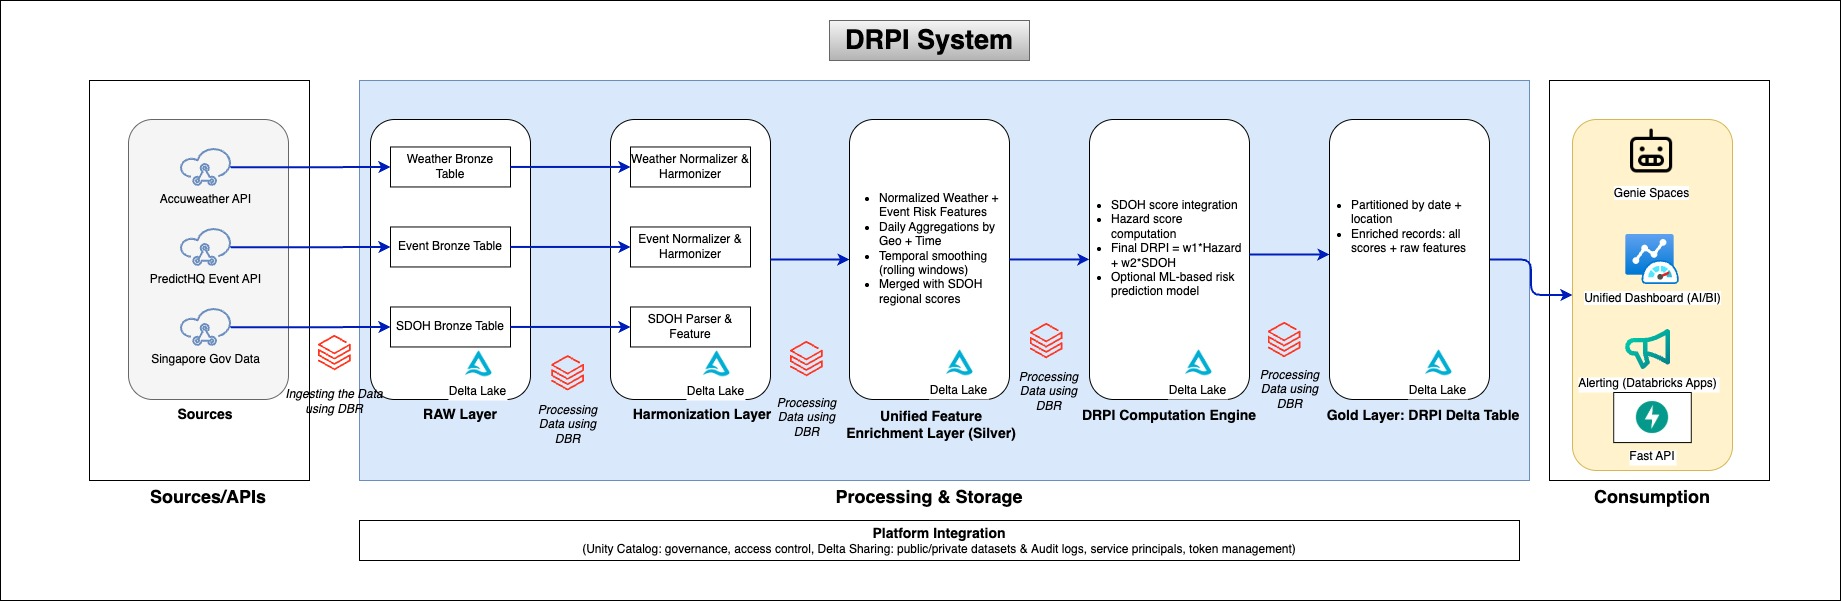 DRPI System
Accuweather API
PredictHQ Event API
Singapore Gov Data
Sources
Sources/APIs
Ingesting the Data
using DBR
Weather Bronze
Table
Event Bronze Table
SDOH Bronze Table
Delta Lake
RAW Layer
Processing
Data using
DBR
Weather Normalizer &
Harmonizer
Event Normalizer &
Harmonizer
SDOH Parser &
Feature
Delta Lake
Harmonization Layer
Processing
Data using
DBR
• Normalized Weather +
Event Risk Features
• Daily Aggregations by
Geo + Time
• Temporal smoothing
(rolling windows)
• Merged with SDOH
regional scores
Delta Lake
Unified Feature
Enrichment Layer (Silver)
Processing
Data using
DBR
• SDOH score integration
• Hazard score
computation
• Final DRPI = w1*Hazard
+ w2*SDOH
• Optional ML-based risk
prediction model
Delta Lake
DRPI Computation Engine
Processing
Data using
DBR
• Partitioned by date +
location
• Enriched records: all
scores + raw features
Delta Lake
Gold Layer: DRPI Delta Table
Processing & Storage
Genie Spaces
Unified Dashboard (AI/BI)
Alerting (Databricks Apps)
Fast API
Consumption
Platform Integration
(Unity Catalog: governance, access control, Delta Sharing: public/private datasets & Audit logs, service principals, token management)